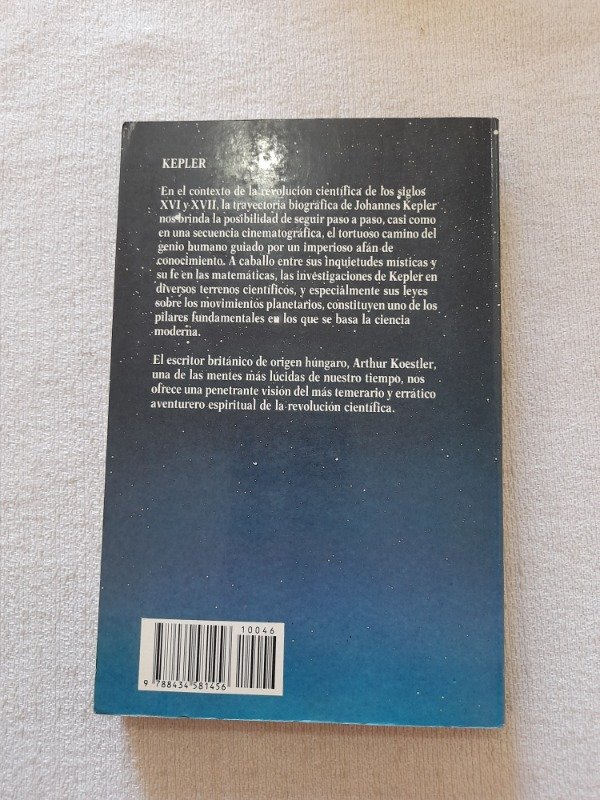 KEPLER
En el contexto de la revolución científica de los siglos
XVI y XVII, la trayectoria biográfica de Johannes Kepler
nos brinda la posibilidad de seguir paso a paso, casi como
en una secuencia cinematográfica, el tortuoso camino del
genio humano guiado por un imperioso afán de
conocimiento. A caballo entre sus inquietudes místicas y
su fe en las matemáticas, las investigaciones de Kepler en
diversos terrenos científicos, y especialmente sus leyes
sobre los movimientos planetarios, constituyen uno de los
pilares fundamentales en los que se basa la ciencia
moderna.
El escritor británico de origen húngaro, Arthur Koestler,
una de las mentes más lúcidas de nuestro tiempo, nos
ofrece una penetrante visión del más temerario y errático
aventurero espiritual de la revolución científica.
10046
9 788434 581456